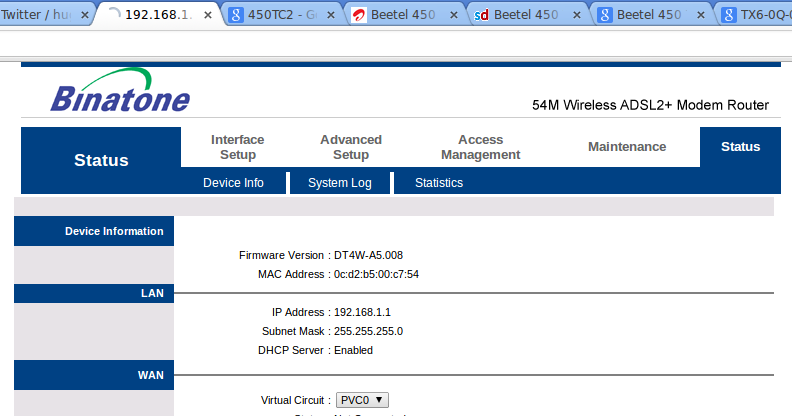 Twitter / hu 192.168.1. 450TC2 - G Beetel 450 Beetel 450 Beetel 450 TX6-0Q-0
Binatone
54M Wireless ADSL2+ Modem Router
Status
Interface Setup
Advanced Setup
Access Management
Maintenance
Status
Device Info System Log Statistics
Device Information
Firmware Version : DT4W-A5.008
MAC Address : 0c:d2:b5:00:c7:54
LAN
IP Address : 192.168.1.1
Subnet Mask : 255.255.255.0
DHCP Server : Enabled
WAN
Virtual Circuit : PVC0